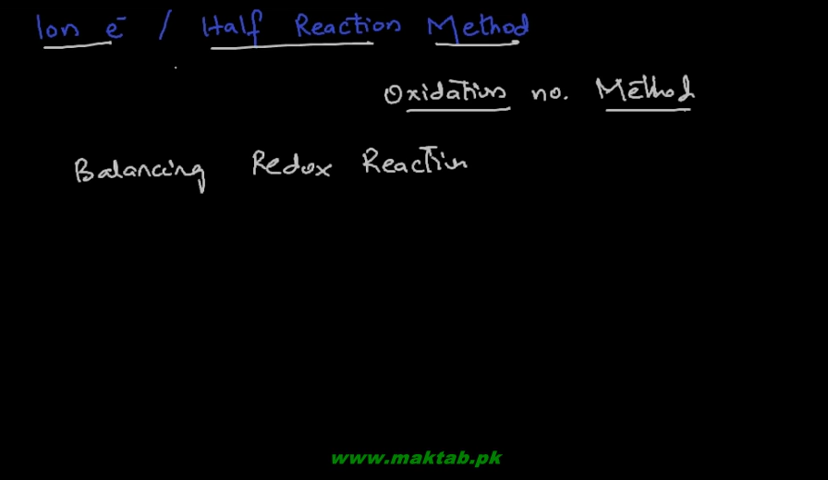 Ion e⁻ / Half Reaction Method
Oxidation no. Method
Balancing Redox Reaction
www.maktab.pk